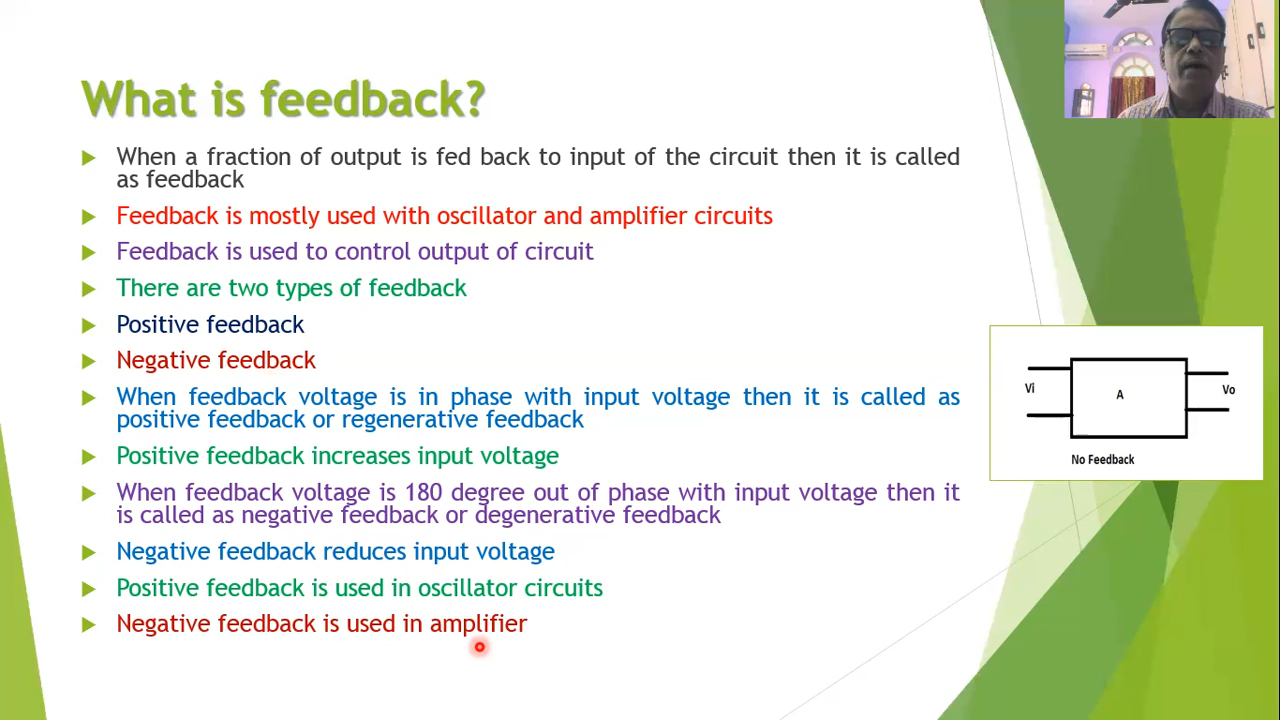 What is feedback?
When a fraction of output is fed back to input of the circuit then it is called
as feedback
Feedback is mostly used with oscillator and amplifier circuits
Feedback is used to control output of circuit
There are two types of feedback
Positive feedback
Negative feedback
When feedback voltage is in phase with input voltage then it is called as
positive feedback or regenerative feedback
Positive feedback increases input voltage
When feedback voltage is 180 degree out of phase with input voltage then it
is called as negative feedback or degenerative feedback
Negative feedback reduces input voltage
Positive feedback is used in oscillator circuits
Negative feedback is used in amplifier
Vi
A
Vo
No Feedback